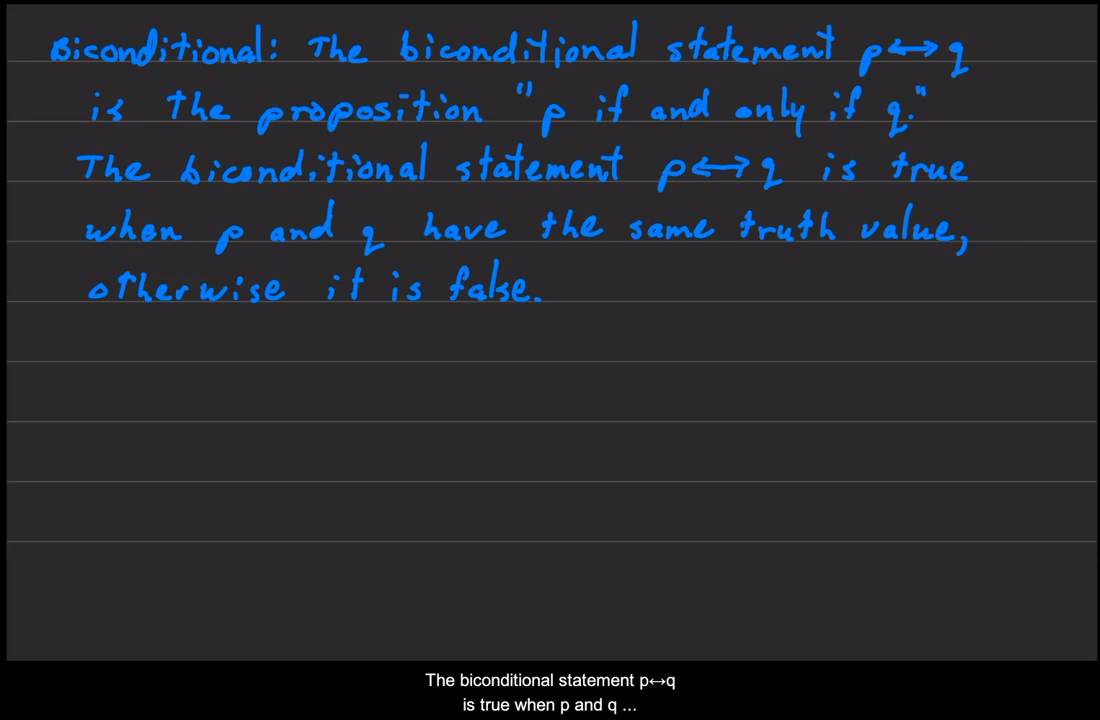 Biconditional: The biconditional statement p↔q
is the proposition "p if and only if q."
The biconditional statement p↔q is true
when p and q have the same truth value,
otherwise it is false.
The biconditional statement p↔q
is true when p and q ...